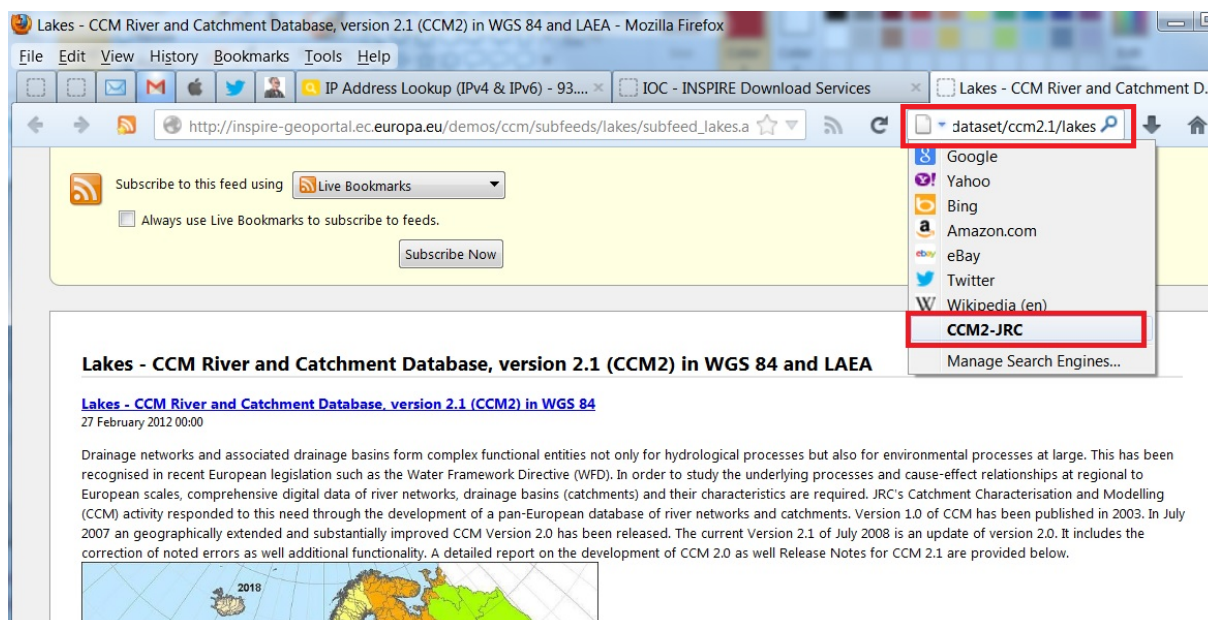 Lakes - CCM River and Catchment Database, version 2.1 (CCM2) in WGS 84 and LAEA - Mozilla Firefox
File Edit View History Bookmarks Tools Help
IP Address Lookup (IPv4 & IPv6) - 93.... × IOC - INSPIRE Download Services × Lakes - CCM River and Catchment D.
http://inspire-geoportal.ec.europa.eu/demos/ccm/subfeeds/lakes/subfeed_lakes.a dataset/ccm2.1/lakes
Google
Yahoo
Bing
Amazon.com
eBay
Twitter
Wikipedia (en)
CCM2-JRC
Manage Search Engines...
Subscribe to this feed using Live Bookmarks
Always use Live Bookmarks to subscribe to feeds.
Subscribe Now
Lakes - CCM River and Catchment Database, version 2.1 (CCM2) in WGS 84 and LAEA
Lakes - CCM River and Catchment Database, version 2.1 (CCM2) in WGS 84
27 February 2012 00:00
Drainage networks and associated drainage basins form complex functional entities not only for hydrological processes but also for environmental processes at large. This has been
recognised in recent European legislation such as the Water Framework Directive (WFD). In order to study the underlying processes and cause-effect relationships at regional to
European scales, comprehensive digital data of river networks, drainage basins (catchments) and their characteristics are required. JRC's Catchment Characterisation and Modelling
(CCM) activity responded to this need through the development of a pan-European database of river networks and catchments. Version 1.0 of CCM has been published in 2003. In July
2007 an geographically extended and substantially improved CCM Version 2.0 has been released. The current Version 2.1 of July 2008 is an update of version 2.0. It includes the
correction of noted errors as well additional functionality. A detailed report on the development of CCM 2.0 as well Release Notes for CCM 2.1 are provided below.
2018